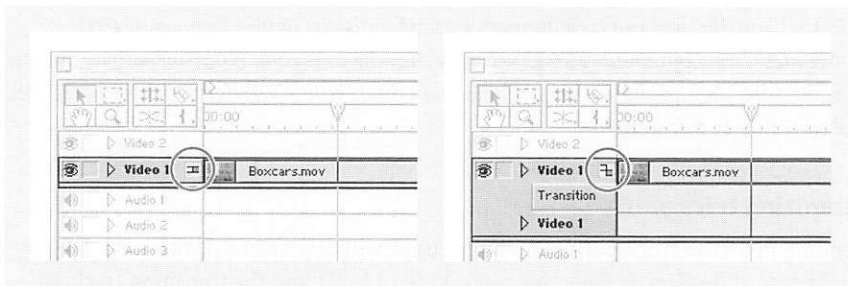 00:00
Video 2
Video 1
Boxcars.mov
Audio 1
Audio 2
Audio 3
00:00
Video 2
Video 1
Boxcars.mov
Transition
Video 1
Audio 1